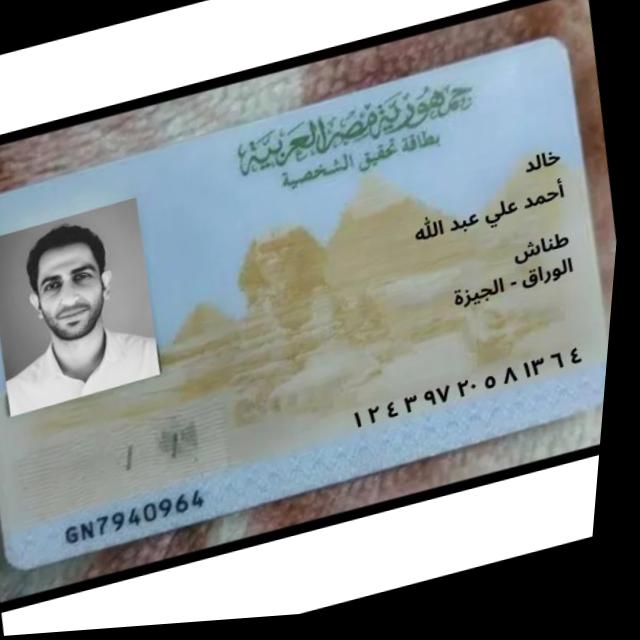 جمهورية مصر العربية
بطاقة تحقيق الشخصية
خالد
أحمد علي عبد الله
طناش
الوراق - الجيزة
١٢٤٣٩٧٢٠٥٨١٣٦٤
GN7940964